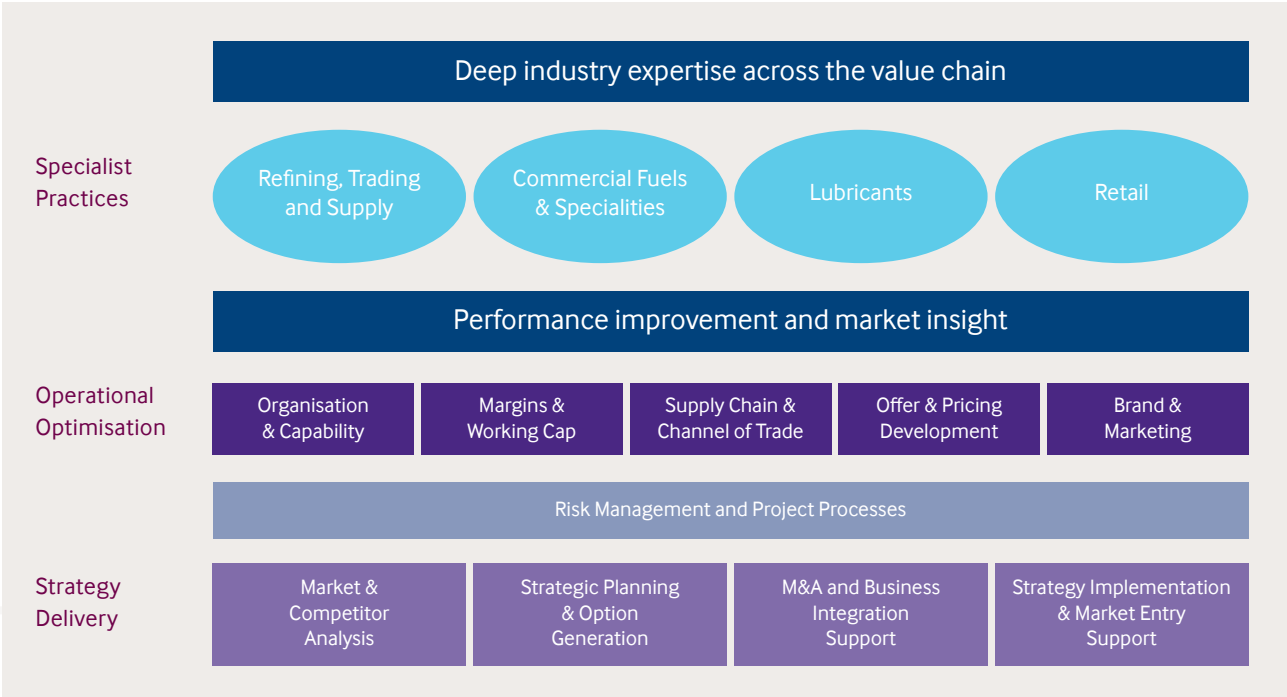 Deep industry expertise across the value chain
Specialist
Practices
Refining, Trading
and Supply
Commercial Fuels
& Specialities
Lubricants
Retail
Performance improvement and market insight
Operational
Optimisation
Organisation
& Capability
Margins &
Working Cap
Supply Chain &
Channel of Trade
Offer & Pricing
Development
Brand &
Marketing
Risk Management and Project Processes
Strategy
Delivery
Market &
Competitor
Analysis
Strategic Planning
& Option
Generation
M&A and Business
Integration
Support
Strategy Implementation
& Market Entry
Support